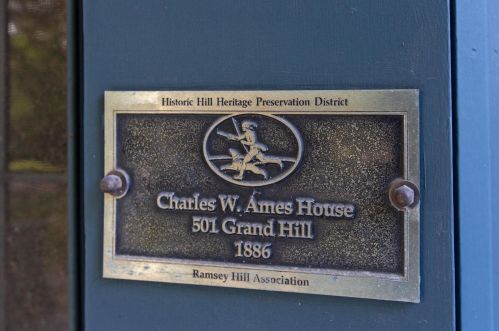 Historic Hill Heritage Preservation District
Charles W. Ames House
501 Grand Hill
1886
Ramsey Hill Association